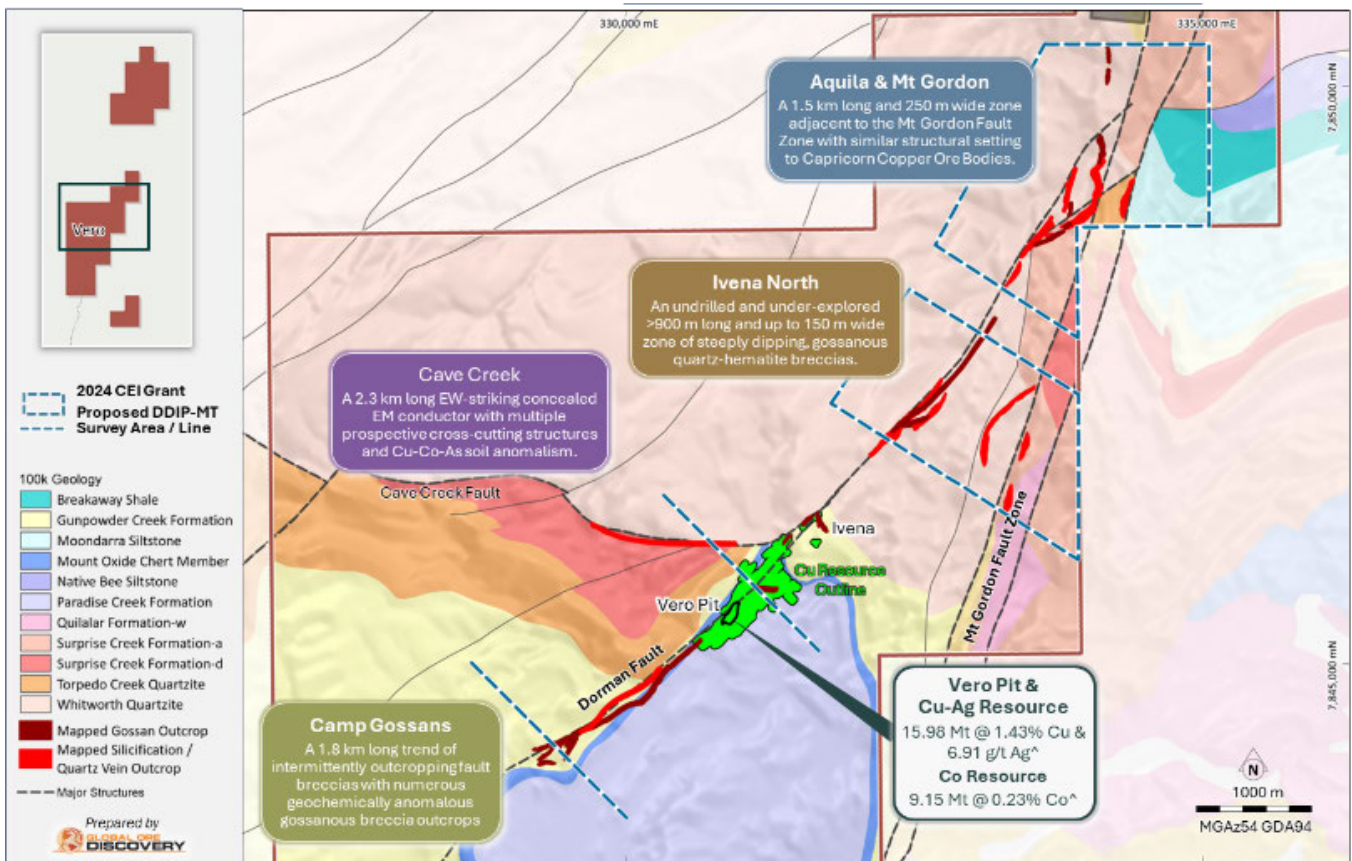 330,000 mE
335,000 mE
7,850,000 mN
7,845,000 mN
Vero
2024 CEI Grant
Proposed DDIP-MT
Survey Area / Line
100k Geology
Breakaway Shale
Gunpowder Creek Formation
Moondarra Siltstone
Mount Oxide Chert Member
Native Bee Siltstone
Paradise Creek Formation
Quilalar Formation-w
Surprise Creek Formation-a
Surprise Creek Formation-d
Torpedo Creek Quartzite
Whitworth Quartzite
Mapped Gossan Outcrop
Mapped Silicification /
Quartz Vein Outcrop
Major Structures
Prepared by
GLOBAL ORE
DISCOVERY
Aquila & Mt Gordon
A 1.5 km long and 250 m wide zone
adjacent to the Mt Gordon Fault
Zone with similar structural setting
to Capricorn Copper Ore Bodies.
Ivena North
An undrilled and under-explored
>900 m long and up to 150 m wide
zone of steeply dipping, gossanous
quartz-hematite breccias.
Cave Creek
A 2.3 km long EW-striking concealed
EM conductor with multiple
prospective cross-cutting structures
and Cu-Co-As soil anomalism.
Cave Creek Fault
Ivena
Cu Resource
Outline
Vero Pit
Mt Gordon Fault Zone
Dorman Fault
Camp Gossans
A 1.8 km long trend of
intermittently outcropping fault
breccias with numerous
geochemically anomalous
gossanous breccia outcrops
Vero Pit &
Cu-Ag Resource
15.98 Mt @ 1.43% Cu &
6.91 g/t Ag^
Co Resource
9.15 Mt @ 0.23% Co^
N
1000 m
MGAz54 GDA94